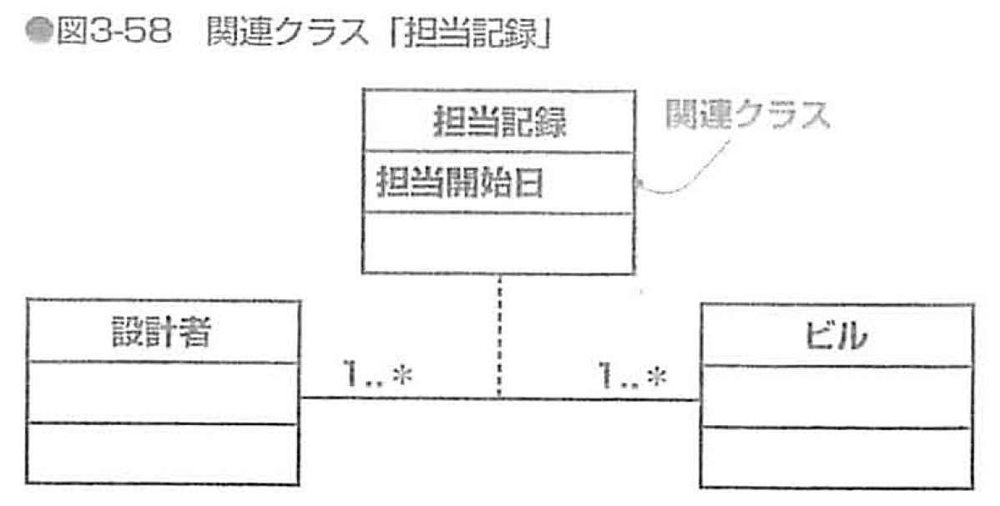 ●図3-58 関連クラス「担当記録」
担当記録
関連クラス
担当開始日
設計者
1..*
1..*
ビル